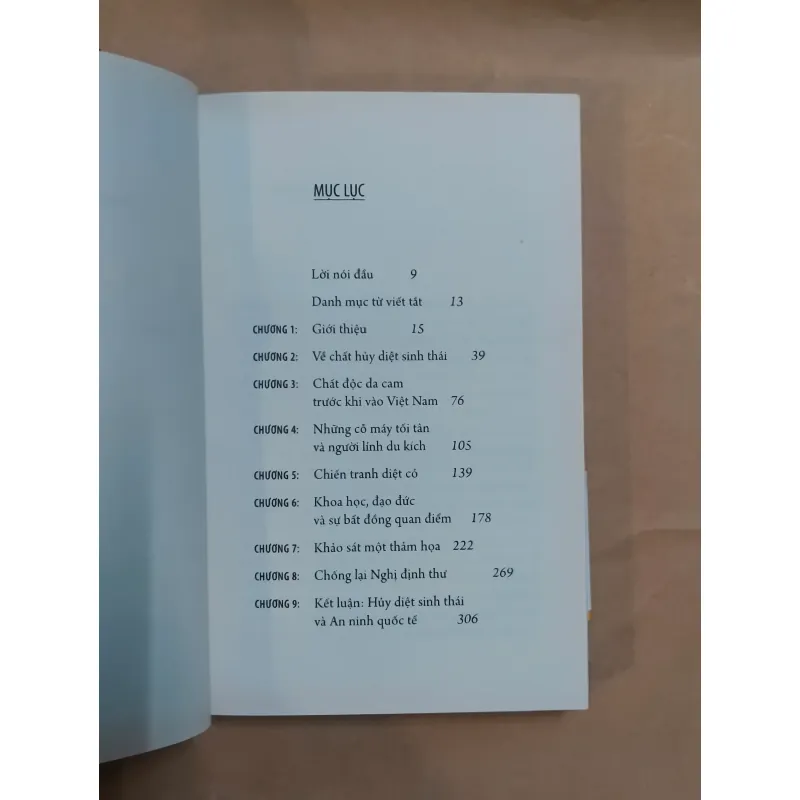 MỤC LỤC
Lời nói đầu 9
Danh mục từ viết tắt 13
CHƯƠNG 1: Giới thiệu 15
CHƯƠNG 2: Về chất hủy diệt sinh thái 39
CHƯƠNG 3: Chất độc da cam
trước khi vào Việt Nam 76
CHƯƠNG 4: Những cỗ máy tối tân
và người lính du kích 105
CHƯƠNG 5: Chiến tranh diệt cỏ 139
CHƯƠNG 6: Khoa học, đạo đức
và sự bất đồng quan điểm 178
CHƯƠNG 7: Khảo sát một thảm họa 222
CHƯƠNG 8: Chống lại Nghị định thư 269
CHƯƠNG 9: Kết luận: Hủy diệt sinh thái
và An ninh quốc tế 306